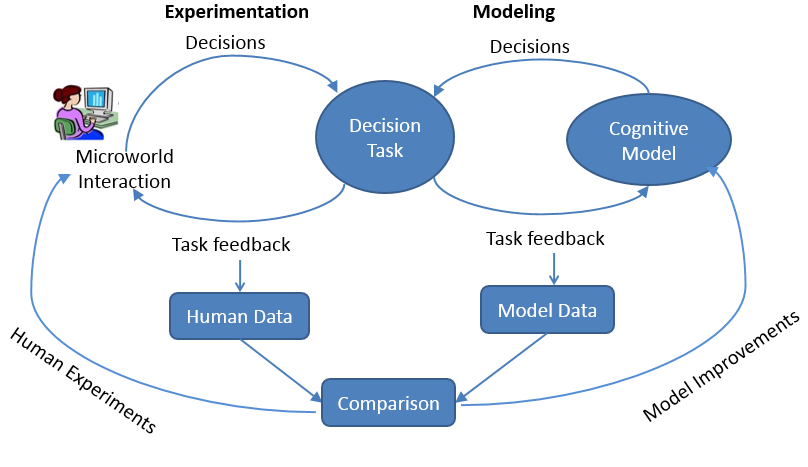 Experimentation
Modeling
Decisions
Decisions
Decision
Task
Cognitive
Model
Microworld
Interaction
Task feedback
Task feedback
Human Data
Model Data
Human Experiments
Model Improvements
Comparison